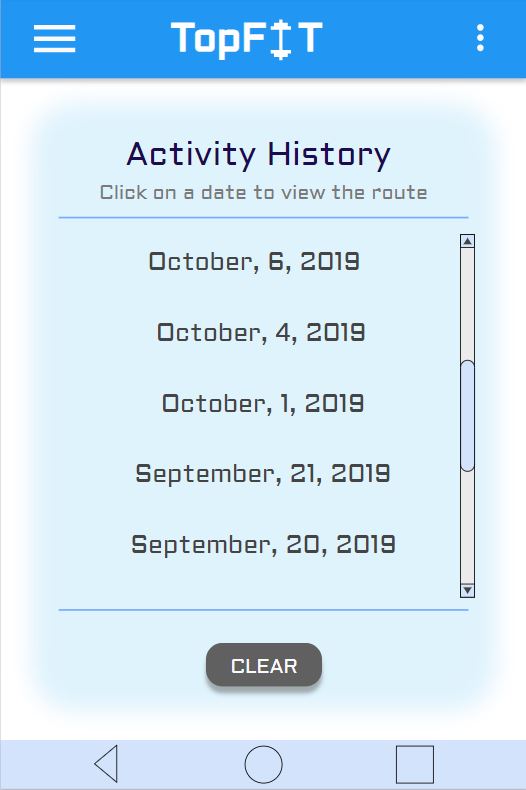 TopFIT
Activity History
Click on a date to view the route
October, 6, 2019
October, 4, 2019
October, 1, 2019
September, 21, 2019
September, 20, 2019
CLEAR